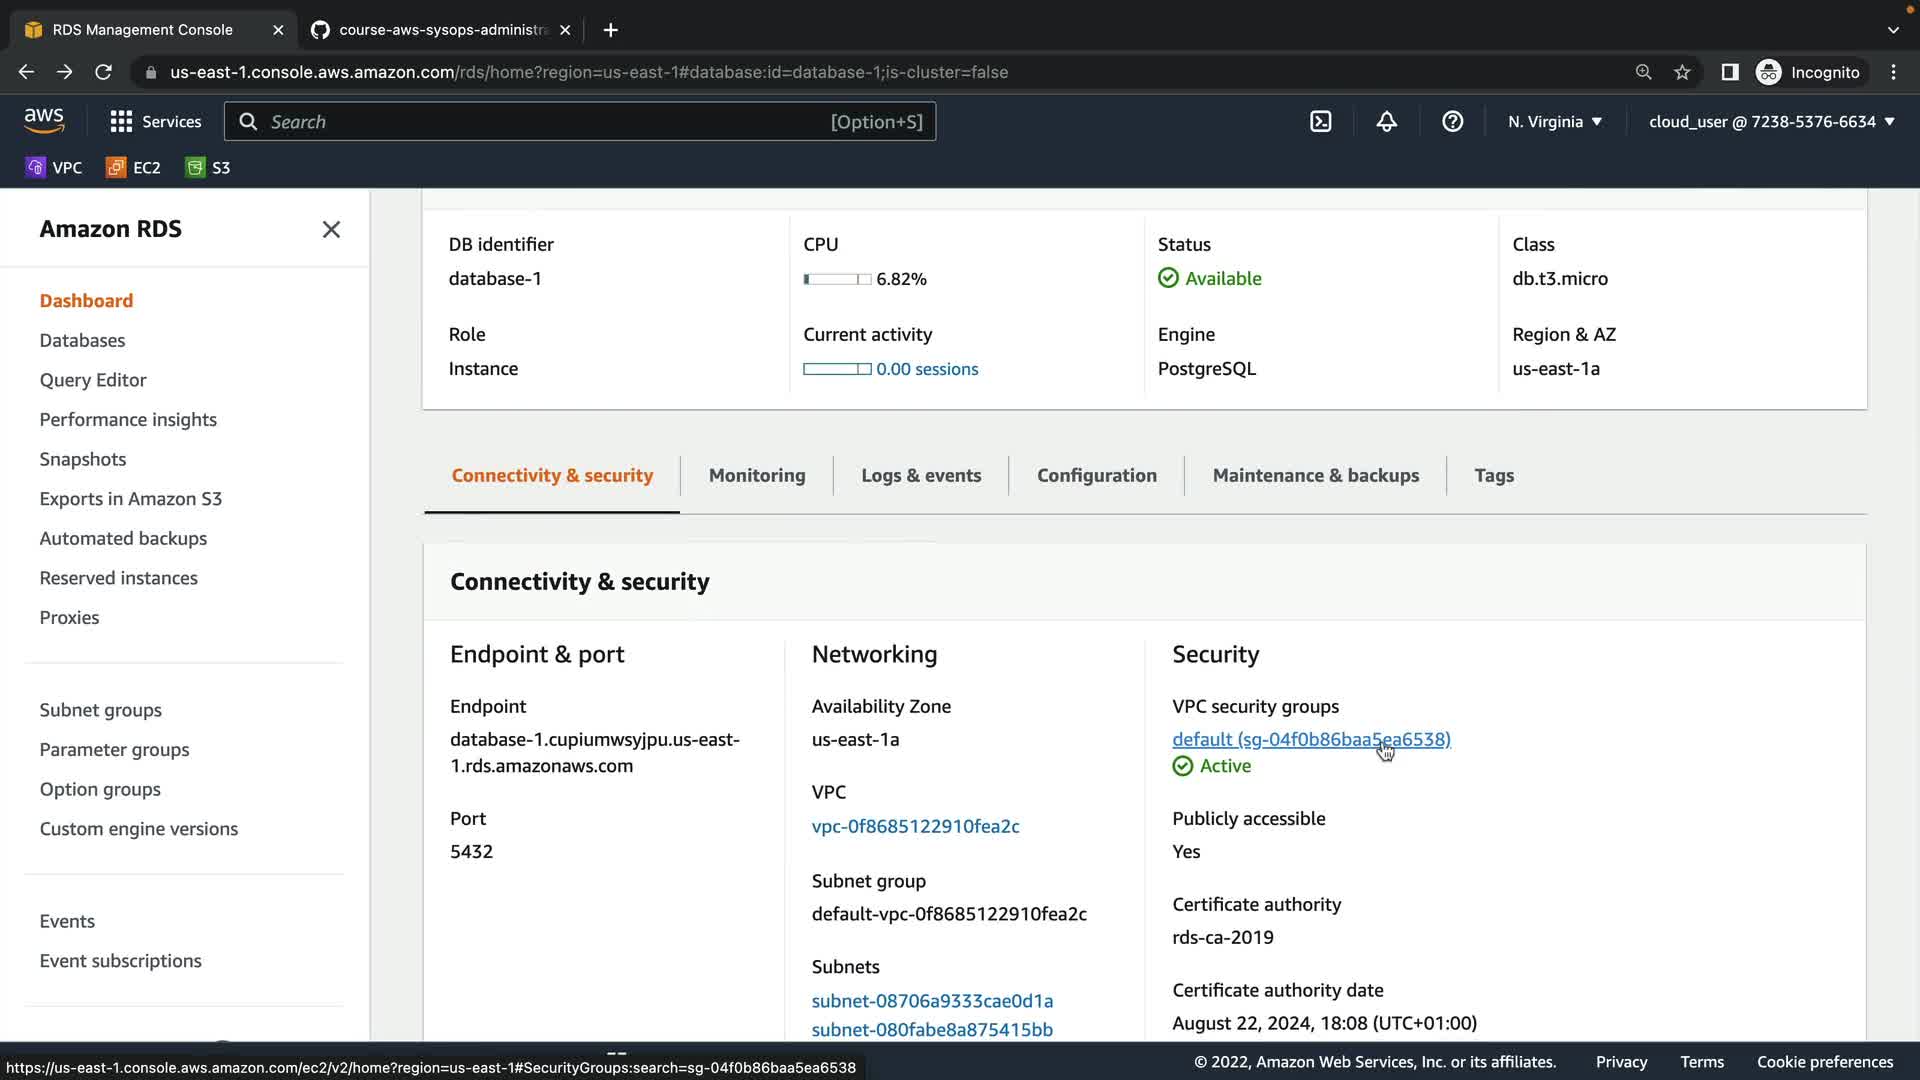 RDS Management Console
course-aws-sysops-administra
us-east-1.console.aws.amazon.com/rds/home?region=us-east-1#database:id=database-1;is-cluster=false
Incognito
aws
Services
Search
[Option+S]
N. Virginia
cloud_user @ 7238-5376-6634
VPC
EC2
S3
Amazon RDS
Dashboard
Databases
Query Editor
Performance insights
Snapshots
Exports in Amazon S3
Automated backups
Reserved instances
Proxies
Subnet groups
Parameter groups
Option groups
Custom engine versions
Events
Event subscriptions
DB identifier
database-1
CPU
6.82%
Status
Available
Class
db.t3.micro
Role
Instance
Current activity
0.00 sessions
Engine
PostgreSQL
Region & AZ
us-east-1a
Connectivity & security
Monitoring
Logs & events
Configuration
Maintenance & backups
Tags
Connectivity & security
Endpoint & port
Endpoint
database-1.cupiumwsyjpu.us-east-
1.rds.amazonaws.com
Port
5432
Networking
Availability Zone
us-east-1a
VPC
vpc-0f8685122910fea2c
Subnet group
default-vpc-0f8685122910fea2c
Subnets
subnet-08706a9333cae0d1a
subnet-080fabe8a875415bb
Security
VPC security groups
default (sg-04f0b86baa5ea6538)
Active
Publicly accessible
Yes
Certificate authority
rds-ca-2019
Certificate authority date
August 22, 2024, 18:08 (UTC+01:00)
https://us-east-1.console.aws.amazon.com/ec2/v2/home?region=us-east-1#SecurityGroups:search=sg-04f0b86baa5ea6538
© 2022, Amazon Web Services, Inc. or its affiliates.
Privacy
Terms
Cookie preferences